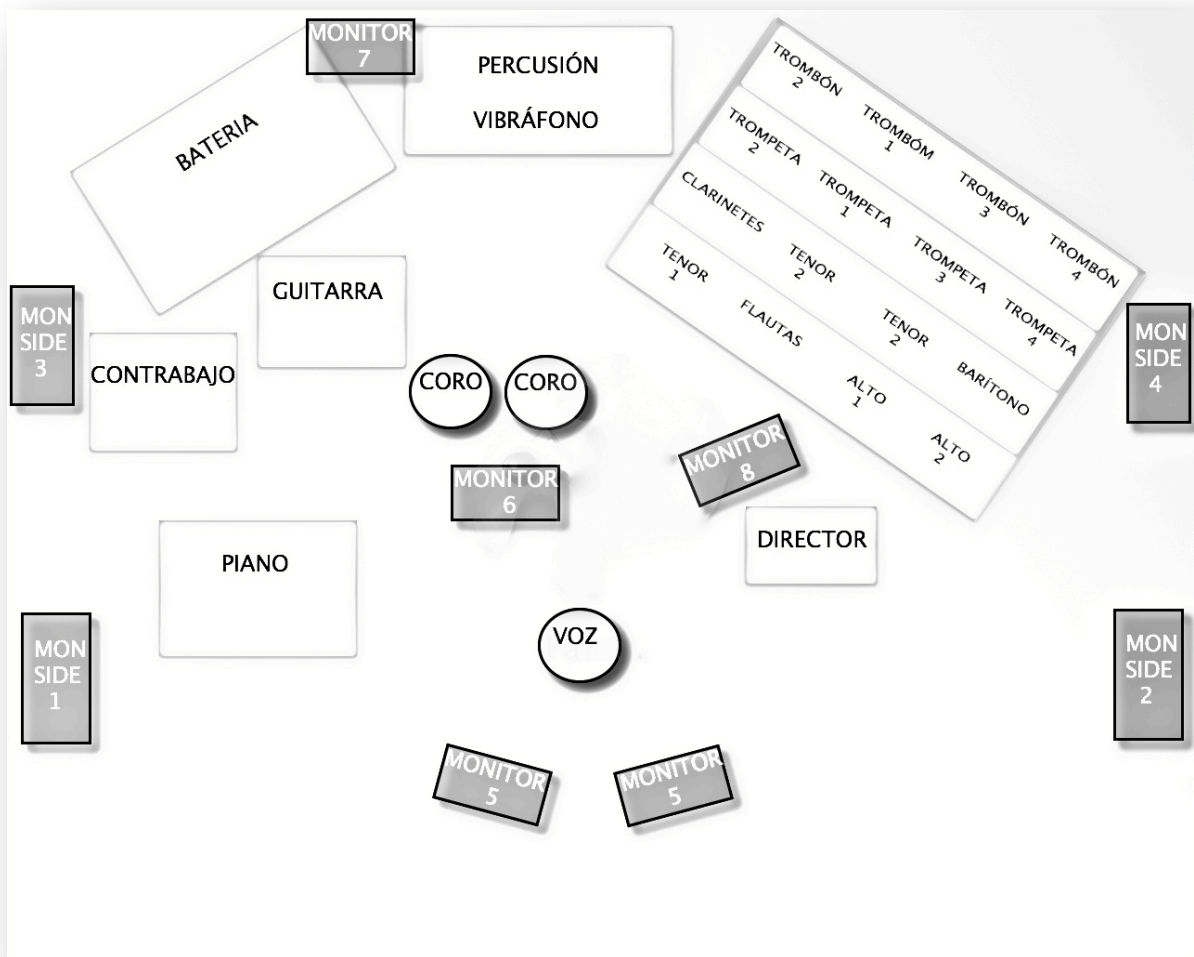 MONITOR
7
PERCUSIÓN
VIBRÁFONO
BATERIA
TROMBÓN
2
TROMBÓM
1
TROMBÓN
3
TROMBÓN
4
TROMPETA
2
TROMPETA
1
TROMPETA
3
TROMPETA
4
CLARINETES
TENOR
2
TENOR
2
BARÍTONO
TENOR
1
FLAUTAS
ALTO
1
ALTO
2
GUITARRA
MON
SIDE
3
CONTRABAJO
CORO
CORO
MON
SIDE
4
MONITOR
6
MONITOR
8
DIRECTOR
PIANO
VOZ
MON
SIDE
1
MON
SIDE
2
MONITOR
5
MONITOR
5